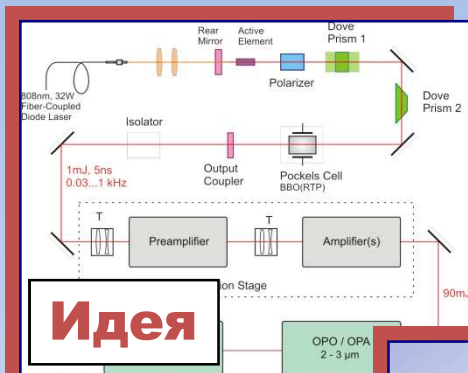 Rear
Mirror
Active
Element
Polarizer
Dove
Prism 1
808nm, 32W
Fiber-Coupled
Diode Laser
Dove
Prism 2
Isolator
Output
Coupler
Pockels Cell
BBO(RTP)
1mJ, 5ns
0.03...1 kHz
T
T
Preamplifier
Amplifier(s)
on Stage
90mJ
Идея
OPO / OPA
2 - 3 µm